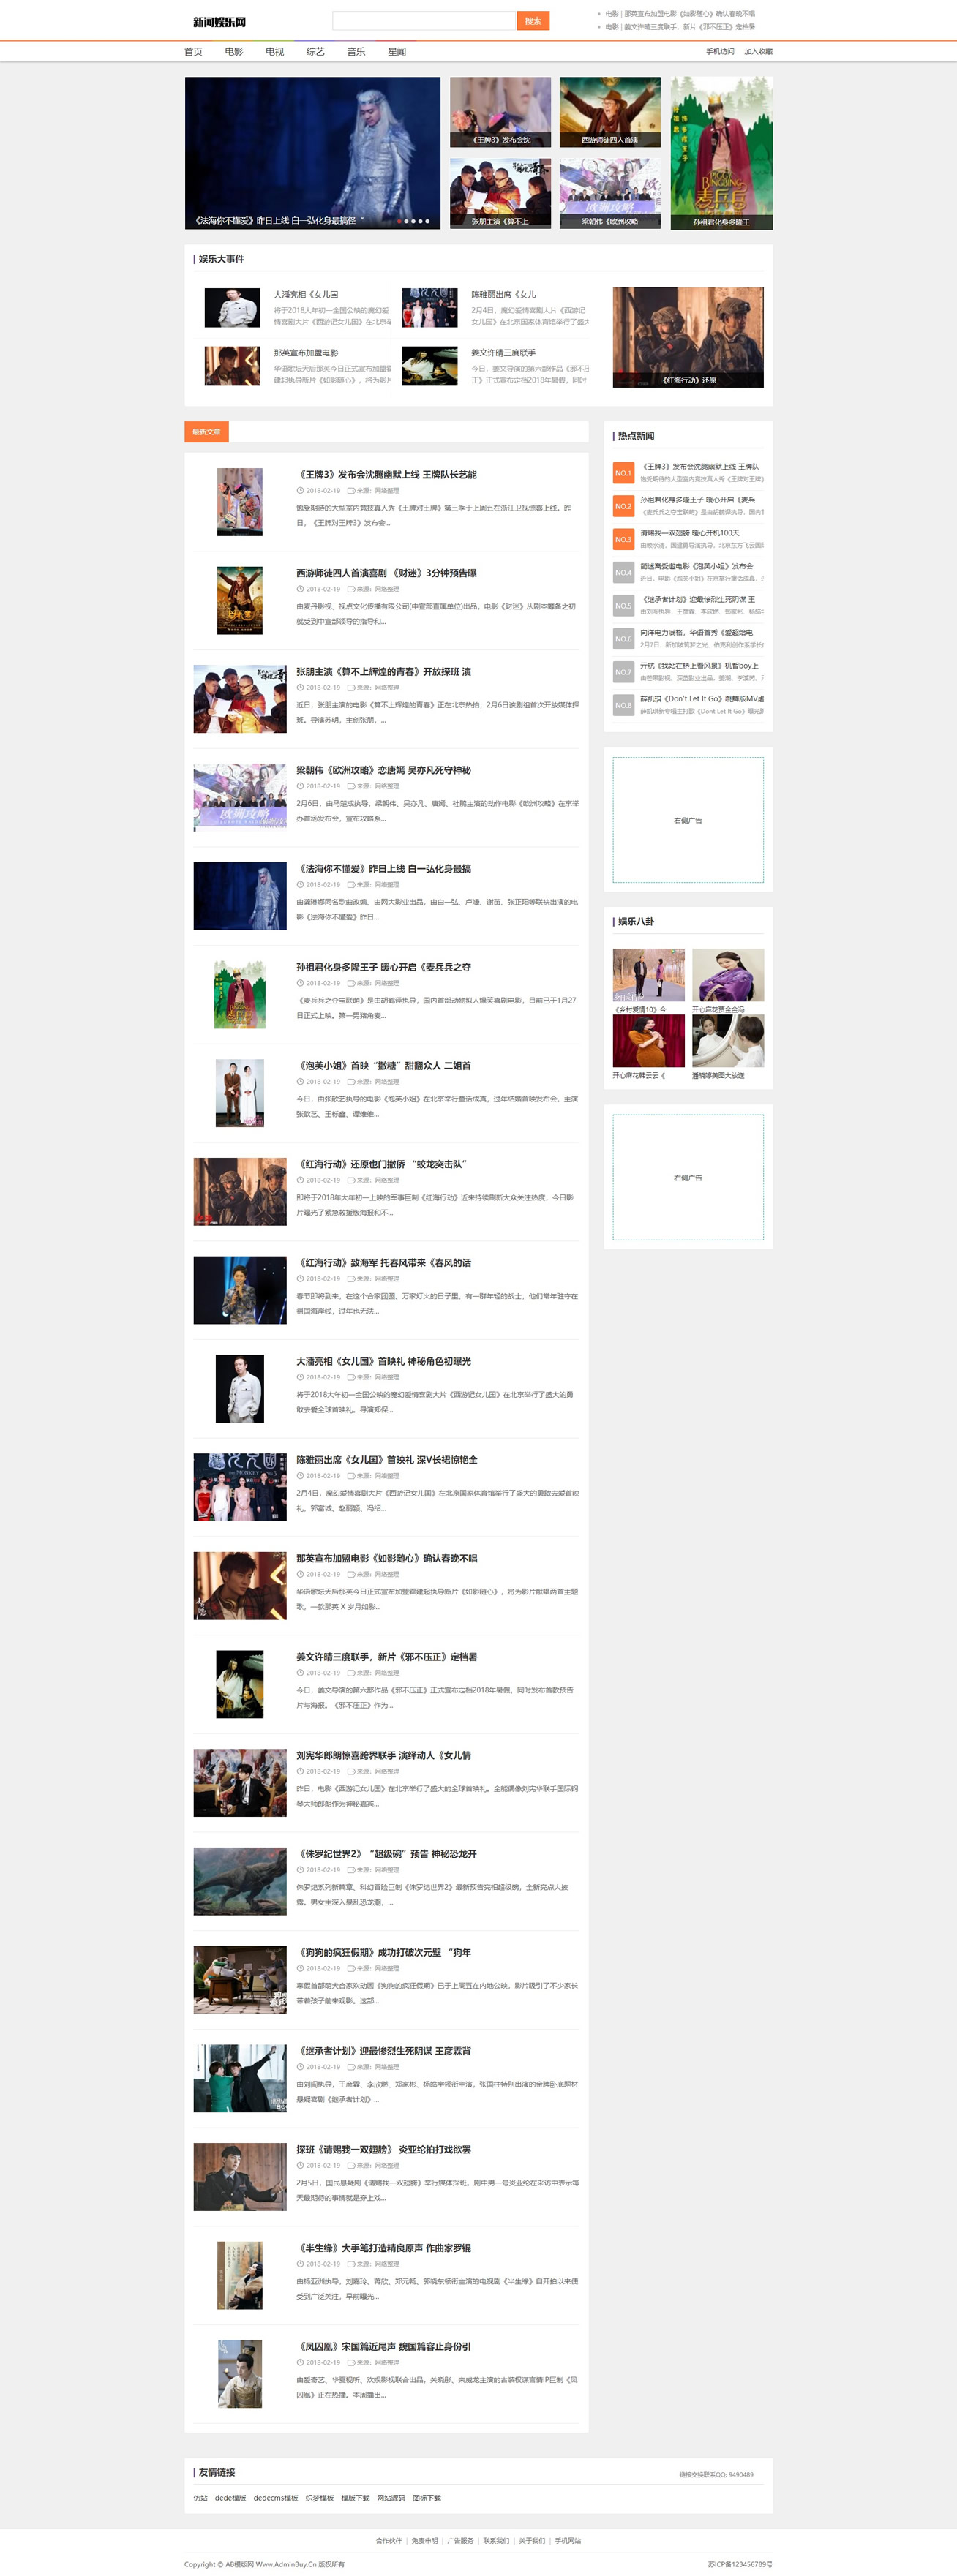 新闻娱乐网
搜索
电影 | 那英宣布加盟电影《如影随心》确认春晚不唱
电影 | 姜文许晴三度联手，新片《邪不压正》定档暑
首页 电影 电视 综艺 音乐 星闻
手机访问 加入收藏
《法海你不懂爱》昨日上线 白一弘化身最搞怪 “
《王牌3》发布会沈
西游师徒四人首演
张朋主演《算不上
梁朝伟《欧洲攻略
孙祖君化身多隆王
娱乐大事件
大潘亮相《女儿国
将于2018大年初一全国公映的魔幻爱
情喜剧大片《西游记女儿国》在北京举
陈雅丽出席《女儿
2月4日，魔幻爱情喜剧大片《西游记
女儿国》在北京国家体育馆举行了盛大
那英宣布加盟电影
华语歌坛天后那英今日正式宣布加盟霍
建起执导新片《如影随心》，将为影片
姜文许晴三度联手
今日，姜文导演的第六部作品《邪不压
正》正式宣布定档2018年暑假，同时
《红海行动》还原
最新文章
《王牌3》发布会沈腾幽默上线 王牌队长艺能
2018-02-19 来源：网络整理
饱受期待的大型室内竞技真人秀《王牌对王牌》第三季于上周五在浙江卫视惊喜上线。昨
日，《王牌对王牌3》发布会...
西游师徒四人首演喜剧 《财迷》3分钟预告曝
2018-02-19 来源：网络整理
由麦丹影视、视点文化传播有限公司(中宣部直属单位)出品，电影《财迷》从剧本筹备之初
就受到中宣部领导的指导和...
张朋主演《算不上辉煌的青春》开放探班 演
2018-02-19 来源：网络整理
近日，张朋主演的电影《算不上辉煌的青春》正在北京热拍，2月6日该剧组首次开放媒体探
班。导演苏明，主创张朋，...
梁朝伟《欧洲攻略》恋唐嫣 吴亦凡死守神秘
2018-02-19 来源：网络整理
2月6日，由马楚成执导，梁朝伟、吴亦凡、唐嫣、杜鹃主演的动作电影《欧洲攻略》在京举
办首场发布会，宣布攻略系...
《法海你不懂爱》昨日上线 白一弘化身最搞
2018-02-19 来源：网络整理
由龚琳娜同名歌曲改编、由网大影业出品，由白一弘、卢臻、谢苗、张正阳等联袂出演的电
影《法海你不懂爱》昨日...
孙祖君化身多隆王子 暖心开启《麦兵兵之夺
2018-02-19 来源：网络整理
《麦兵兵之夺宝联萌》是由胡鹤译执导，国内首部动物拟人爆笑喜剧电影，目前已于1月27
日正式上映。第一男猪角麦...
《泡芙小姐》首映“撒糖”甜翻众人 二姐首
2018-02-19 来源：网络整理
今日，由张歆艺执导的电影《泡芙小姐》在北京举行童话成真，过年结婚首映发布会。主演
张歆艺、王栎鑫、谭维维...
《红海行动》还原也门撤侨 “蛟龙突击队”
2018-02-19 来源：网络整理
即将于2018年大年初一上映的军事巨制《红海行动》近来持续刷新大众关注热度，今日影
片曝光了紧急救援版海报和不...
《红海行动》致海军 托春风带来《春风的话
2018-02-19 来源：网络整理
春节即将到来，在这个合家团圆、万家灯火的日子里，有一群年轻的战士，他们常年驻守在
祖国海岸线，过年也无法...
大潘亮相《女儿国》首映礼 神秘角色初曝光
2018-02-19 来源：网络整理
将于2018大年初一全国公映的魔幻爱情喜剧大片《西游记女儿国》在北京举行了盛大的勇
敢去爱全球首映礼。导演郑保...
陈雅丽出席《女儿国》首映礼 深V长裙惊艳全
2018-02-19 来源：网络整理
2月4日，魔幻爱情喜剧大片《西游记女儿国》在北京国家体育馆举行了盛大的勇敢去爱首映
礼，郭富城、赵丽颖、冯绍...
那英宣布加盟电影《如影随心》确认春晚不唱
2018-02-19 来源：网络整理
华语歌坛天后那英今日正式宣布加盟霍建起执导新片《如影随心》，将为影片献唱两首主题
歌，一款那英 X 岁月如影...
姜文许晴三度联手，新片《邪不压正》定档暑
2018-02-19 来源：网络整理
今日，姜文导演的第六部作品《邪不压正》正式宣布定档2018年暑假，同时发布首款预告
片与海报。《邪不压正》作为...
刘宪华郎朗惊喜跨界联手 演绎动人《女儿情
2018-02-19 来源：网络整理
昨日，电影《西游记女儿国》在北京举行了盛大的全球首映礼。全能偶像刘宪华联手国际钢
琴大师郎朗作为神秘嘉宾...
《侏罗纪世界2》“超级碗”预告 神秘恐龙开
2018-02-19 来源：网络整理
侏罗纪系列新篇章、科幻冒险巨制《侏罗纪世界2》最新预告亮相超级碗，全新亮点大披
露。男女主深入暴乱恐龙潮，...
《狗狗的疯狂假期》成功打破次元壁 “狗年
2018-02-19 来源：网络整理
寒假首部萌犬合家欢动画《狗狗的疯狂假期》已于上周五在内地公映，影片吸引了不少家长
带着孩子前来观影。这部...
《继承者计划》迎最惨烈生死阴谋 王彦霖背
2018-02-19 来源：网络整理
由刘闯执导，王彦霖、李欣燃、郑家彬、杨皓宇领衔主演，张国柱特别出演的金牌卧底题材
悬疑喜剧《继承者计划》...
探班《请赐我一双翅膀》 炎亚纶拍打戏欲罢
2018-02-19 来源：网络整理
2月5日，国民悬疑剧《请赐我一双翅膀》举行媒体探班。剧中男一号炎亚纶在采访中表示每
天最期待的事情就是穿上戏...
《半生缘》大手笔打造精良原声 作曲家罗锟
2018-02-19 来源：网络整理
由杨亚洲执导，刘嘉玲、蒋欣、郑元畅、郭晓东领衔主演的电视剧《半生缘》自开拍以来便
受到广泛关注，早前曝光...
《凤囚凰》宋国篇近尾声 魏国篇容止身份引
2018-02-19 来源：网络整理
由爱奇艺、华夏视听、欢娱影视联合出品，关晓彤、宋威龙主演的古装权谋言情IP巨制《凤
囚凰》正在热播。本周播出...
热点新闻
NO.1 《王牌3》发布会沈腾幽默上线 王牌队
饱受期待的大型室内竞技真人秀《王牌对王牌》
NO.2 孙祖君化身多隆王子 暖心开启《麦兵
《麦兵兵之夺宝联萌》是由胡鹤译执导，国内首
NO.3 请赐我一双翅膀 暖心开机100天
NO.4 简迷离受邀电影《泡芙小姐》发布会
近日，电影《泡芙小姐》在京举行童话成真，过
NO.5 《继承者计划》迎最惨烈生死阴谋 王
由刘闯执导，王彦霖、李欣燃、郑家彬、杨皓宇
NO.6 向洋电力满格，华语首秀《爱超给电
NO.7 亓航《我站在桥上看风景》机智boy上
NO.8 薛凯琪《Don't Let It Go》跳舞版MV虐
薛凯琪新专辑主打歌《Dont Let It Go》曝光
右侧广告
娱乐八卦
《乡村爱情10》今
开心麻花贾金金冯
开心麻花韩云云《
潘晓婷美图大放送
右侧广告
友情链接
链接交换联系QQ: 9490489
仿站 dede模版 dedecms模板 织梦模板 模版下载 网站源码 图标下载
合作伙伴 | 免责申明 | 广告服务 | 联系我们 | 关于我们 | 手机网站
Copyright © AB模版网 Www.AdminBuy.Cn 版权所有
苏ICP备123456789号